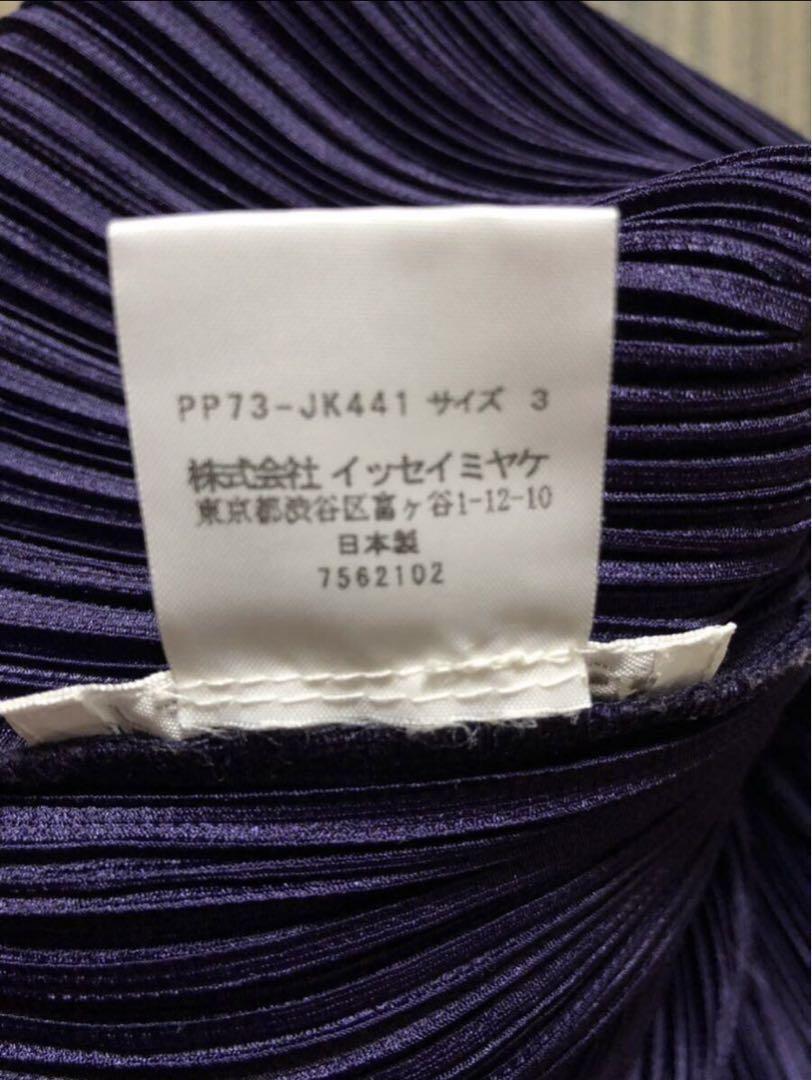 PP73-JK441 サイズ 3
株式会社 イッセイミヤケ
東京都渋谷区富ヶ谷1-12-10
日本製
7562102